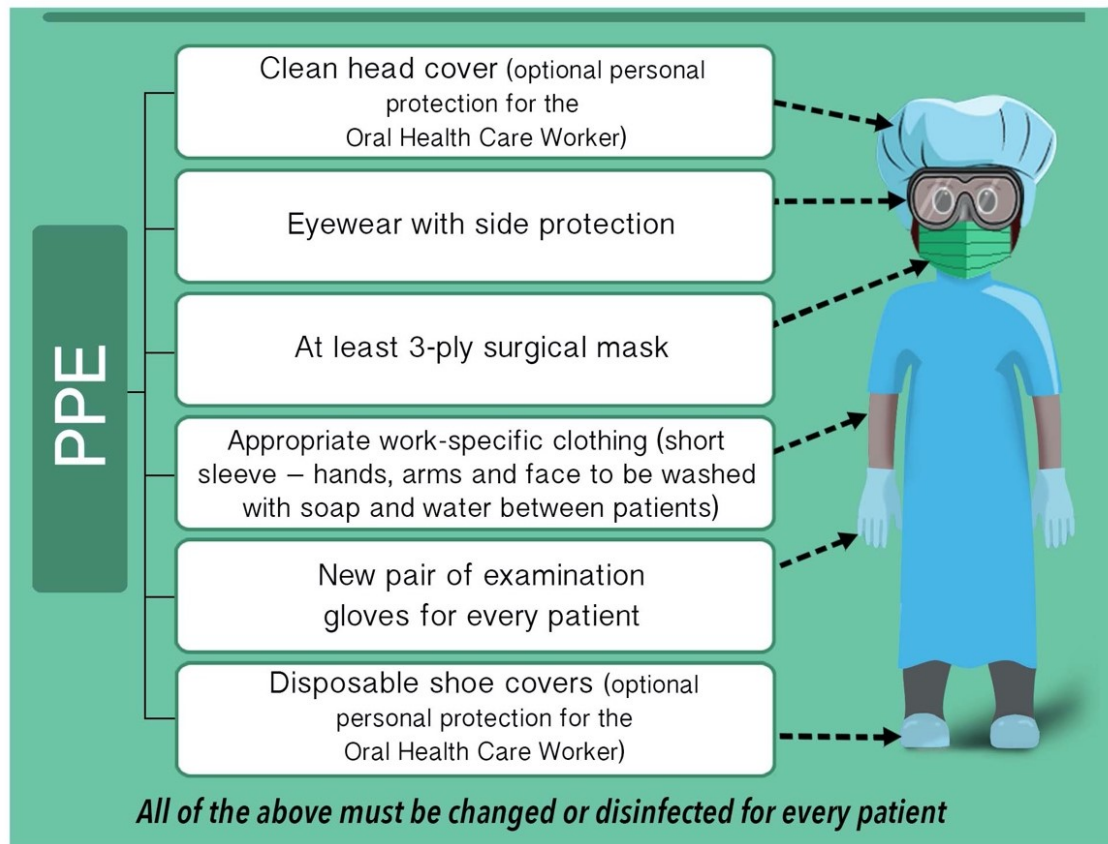 PPE
Clean head cover (optional personal
protection for the
Oral Health Care Worker)
Eyewear with side protection
At least 3-ply surgical mask
Appropriate work-specific clothing (short
sleeve – hands, arms and face to be washed
with soap and water between patients)
New pair of examination
gloves for every patient
Disposable shoe covers (optional
personal protection for the
Oral Health Care Worker)
All of the above must be changed or disinfected for every patient